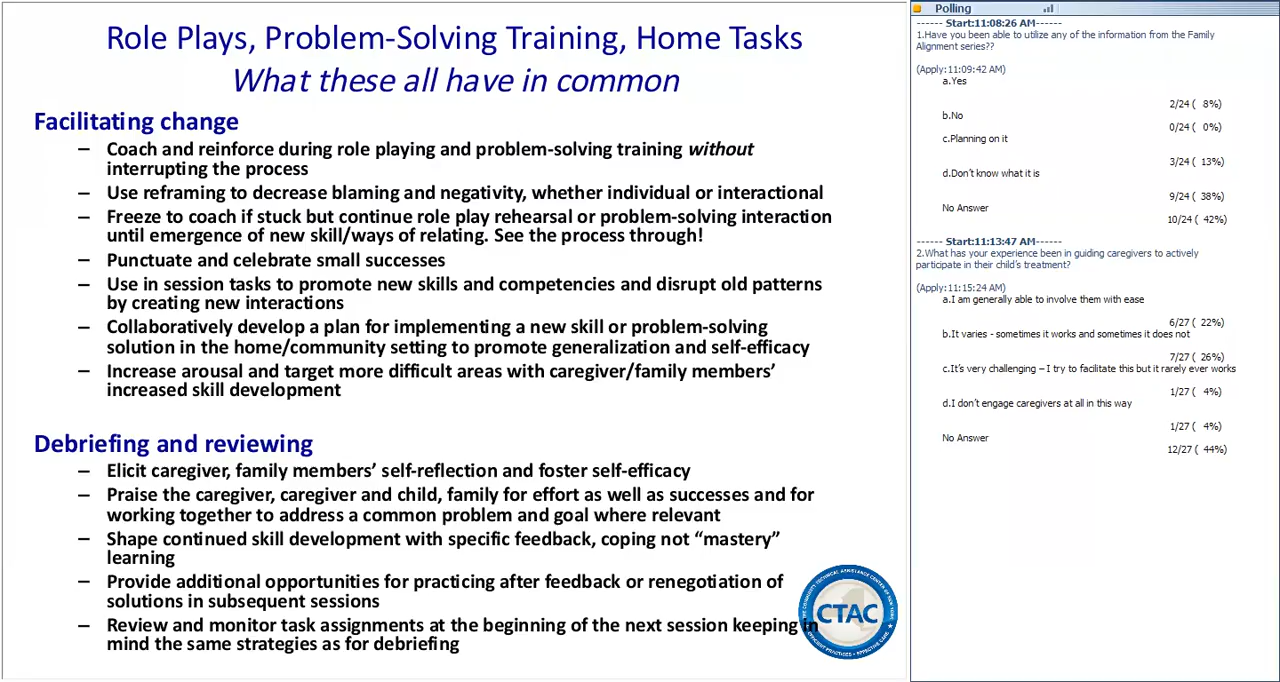 Role Plays, Problem-Solving Training, Home Tasks
What these all have in common
Facilitating change
– Coach and reinforce during role playing and problem-solving training without
interrupting the process
– Use reframing to decrease blaming and negativity, whether individual or interactional
– Freeze to coach if stuck but continue role play rehearsal or problem-solving interaction
until emergence of new skill/ways of relating. See the process through!
– Punctuate and celebrate small successes
– Use in session tasks to promote new skills and competencies and disrupt old patterns
by creating new interactions
– Collaboratively develop a plan for implementing a new skill or problem-solving
solution in the home/community setting to promote generalization and self-efficacy
– Increase arousal and target more difficult areas with caregiver/family members’
increased skill development
Debriefing and reviewing
– Elicit caregiver, family members’ self-reflection and foster self-efficacy
– Praise the caregiver, caregiver and child, family for effort as well as successes and for
working together to address a common problem and goal where relevant
– Shape continued skill development with specific feedback, coping not “mastery”
learning
– Provide additional opportunities for practicing after feedback or renegotiation of
solutions in subsequent sessions
– Review and monitor task assignments at the beginning of the next session keeping in
mind the same strategies as for debriefing
THE COMMUNITY TECHNICAL ASSISTANCE CENTER OF NEW YORK
CTAC
EFFICIENT PRACTICES • EFFECTIVE CARE
Polling
------ Start:11:08:26 AM------
1.Have you been able to utilize any of the information from the Family
Alignment series??
(Apply:11:09:42 AM)
a.Yes
2/24 ( 8%)
b.No
0/24 ( 0%)
c.Planning on it
3/24 ( 13%)
d.Don’t know what it is
9/24 ( 38%)
No Answer
10/24 ( 42%)
------ Start:11:13:47 AM------
2.What has your experience been in guiding caregivers to actively
participate in their child’s treatment?
(Apply:11:15:24 AM)
a.I am generally able to involve them with ease
6/27 ( 22%)
b.It varies - sometimes it works and sometimes it does not
7/27 ( 26%)
c.It’s very challenging – I try to facilitate this but it rarely ever works
1/27 ( 4%)
d.I don’t engage caregivers at all in this way
1/27 ( 4%)
No Answer
12/27 ( 44%)